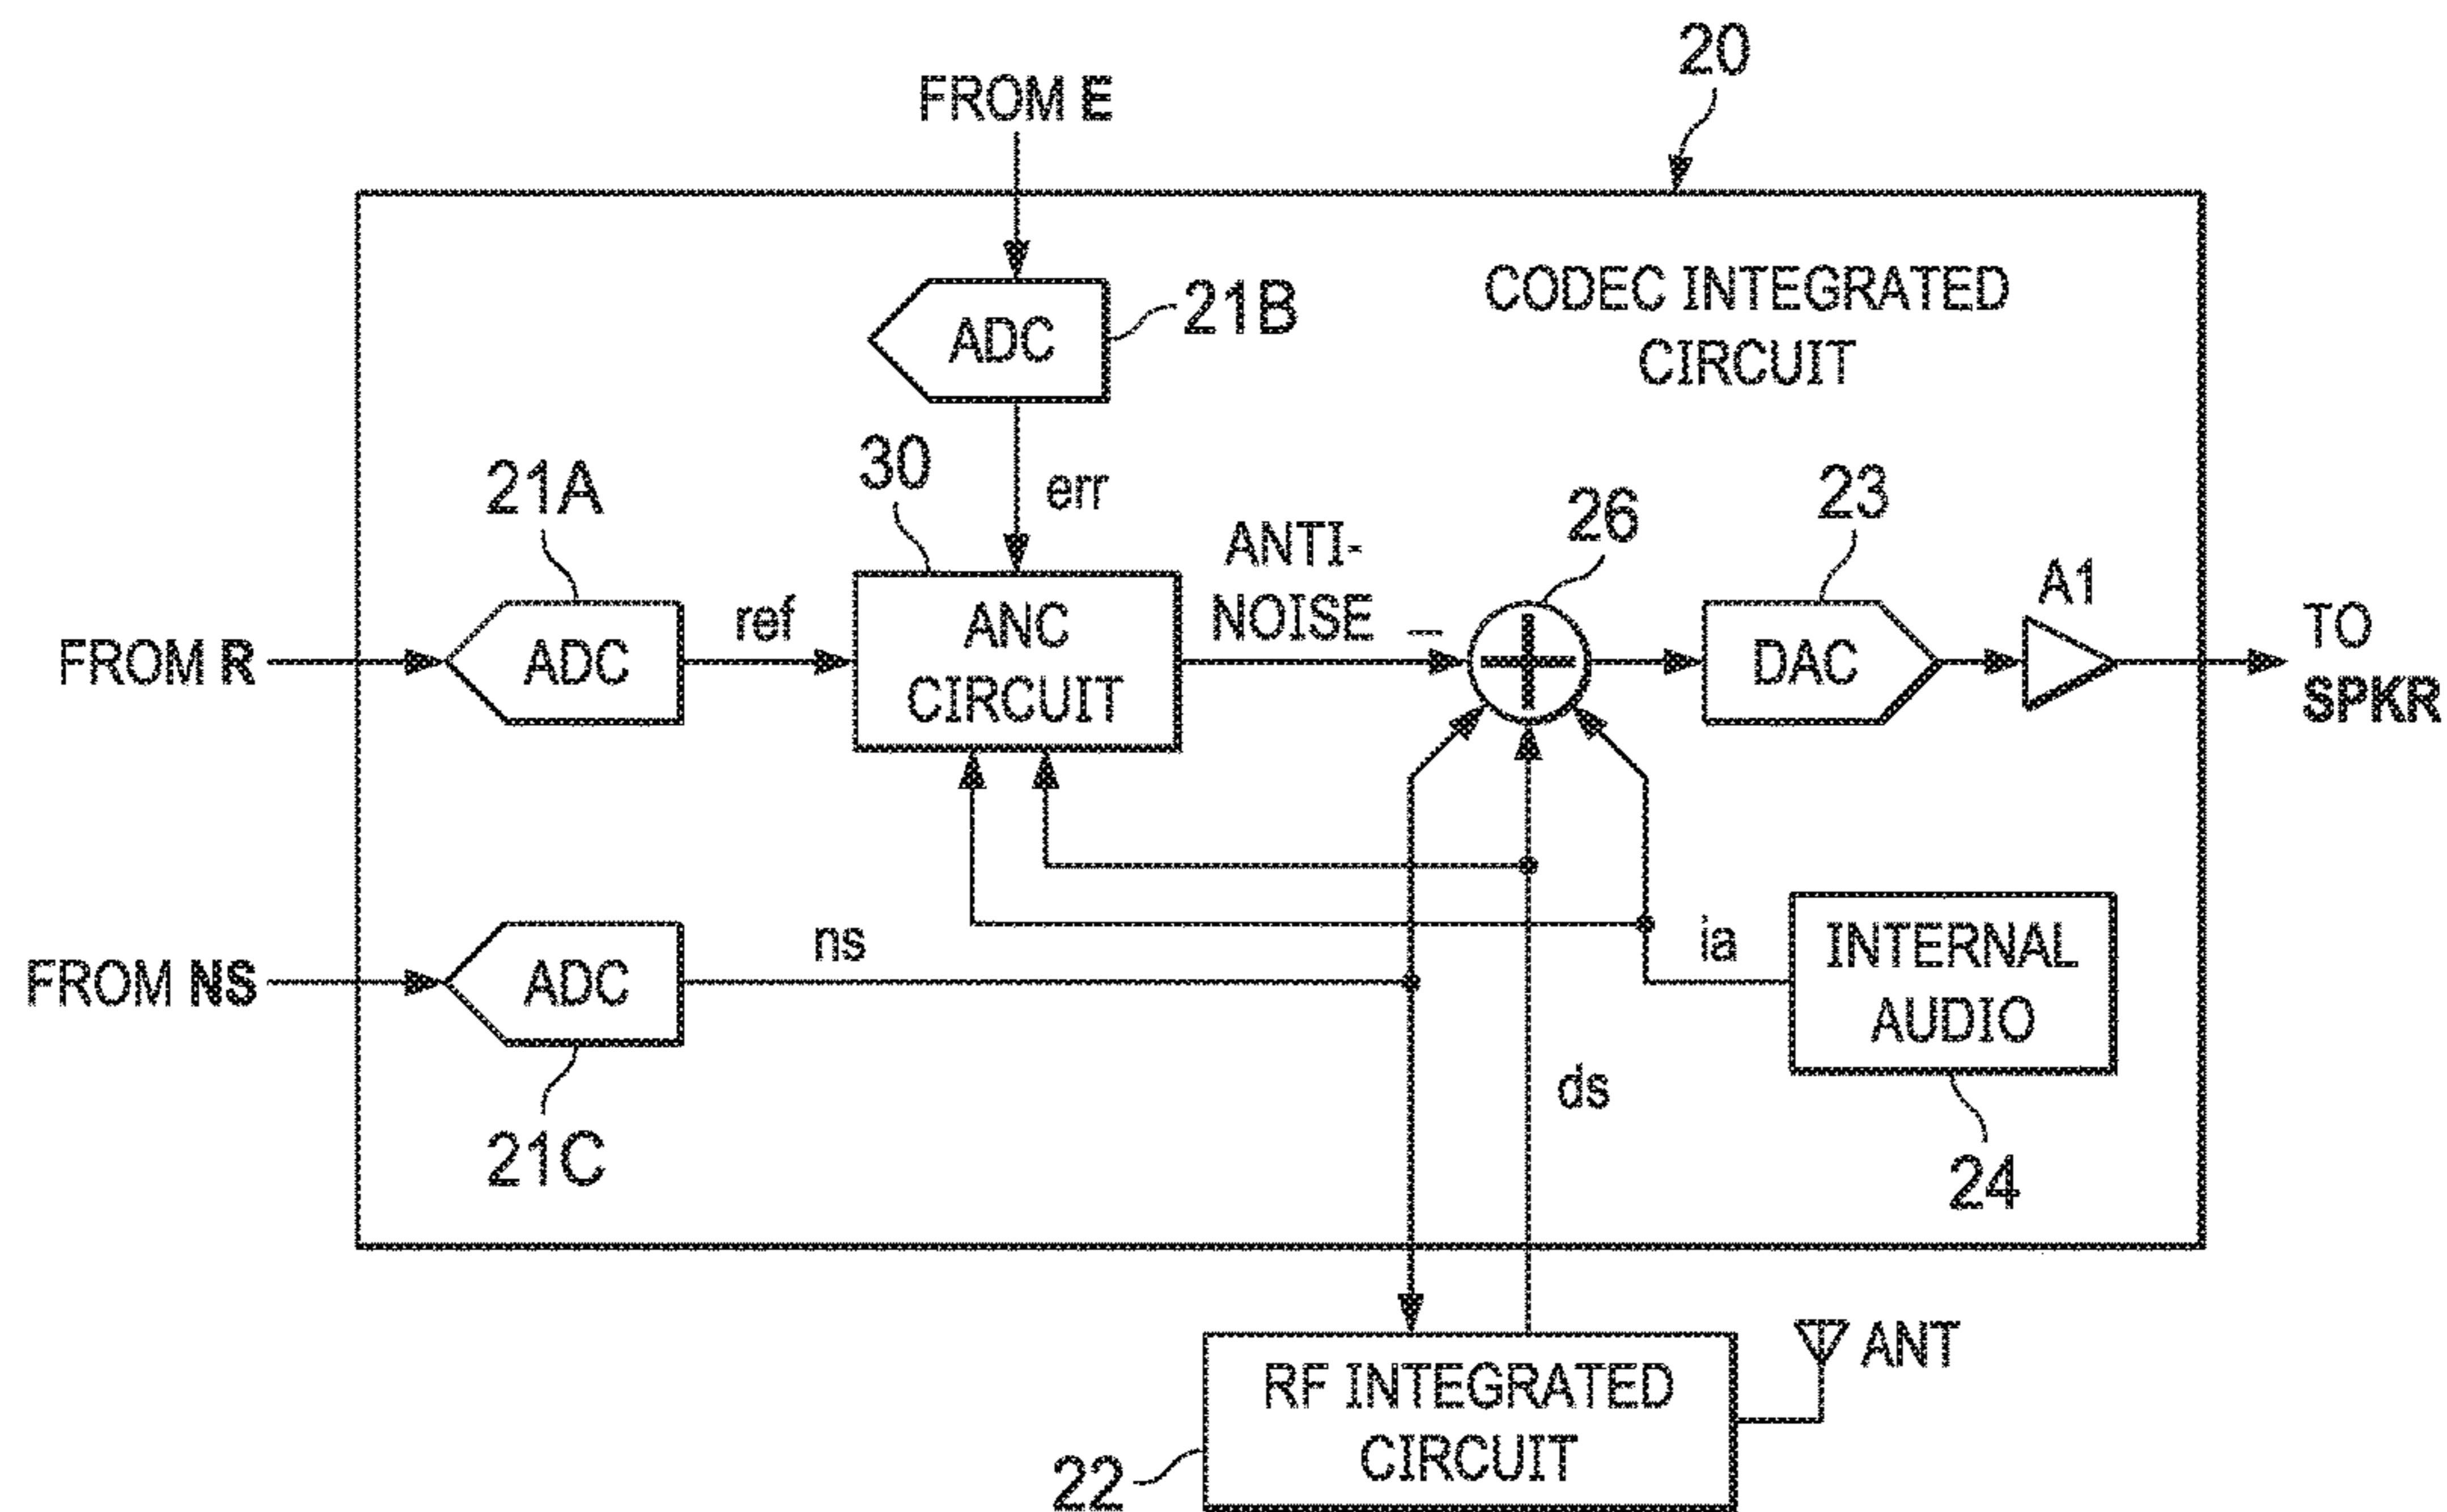 20
FROM E
CODEC INTEGRATED
CIRCUIT
ADC
21B
30
err
21A
ref
ANTI-
NOISE
–
26
23
A1
FROM R
ADC
ANC
CIRCUIT
DAC
TO
SPKR
FROM NS
ADC
ns
ia
INTERNAL
AUDIO
21C
ds
24
RF INTEGRATED
CIRCUIT
ANT
22